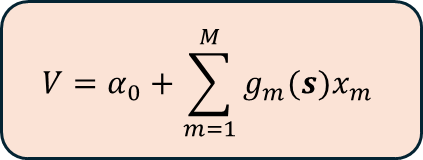 V = α₀ + ∑_{m=1}^{M} g_m(𝒔)x_m